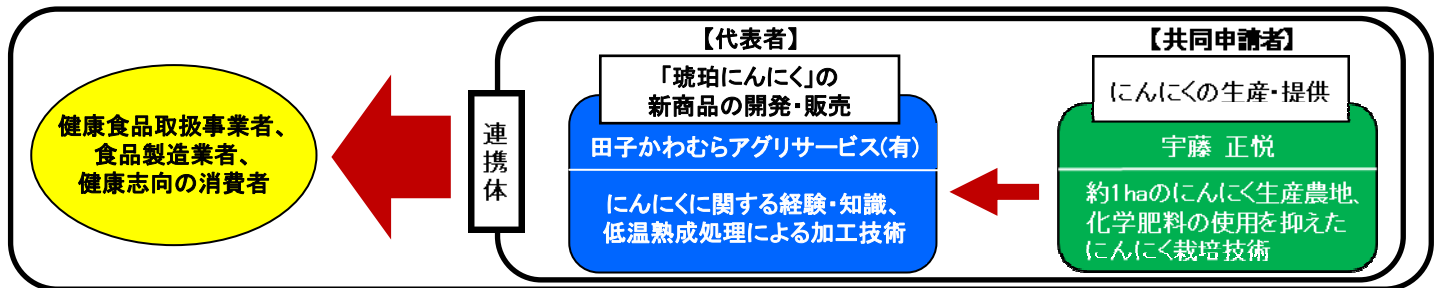 健康食品取扱事業者、
食品製造業者、
健康志向の消費者
連携体
【代表者】
「琥珀にんにく」の
新商品の開発・販売
田子かわむらアグリサービス(有)
にんにくに関する経験・知識、
低温熟成処理による加工技術
【共同申請者】
にんにくの生産・提供
宇藤 正悦
約1haのにんにく生産農地、
化学肥料の使用を抑えた
にんにく栽培技術